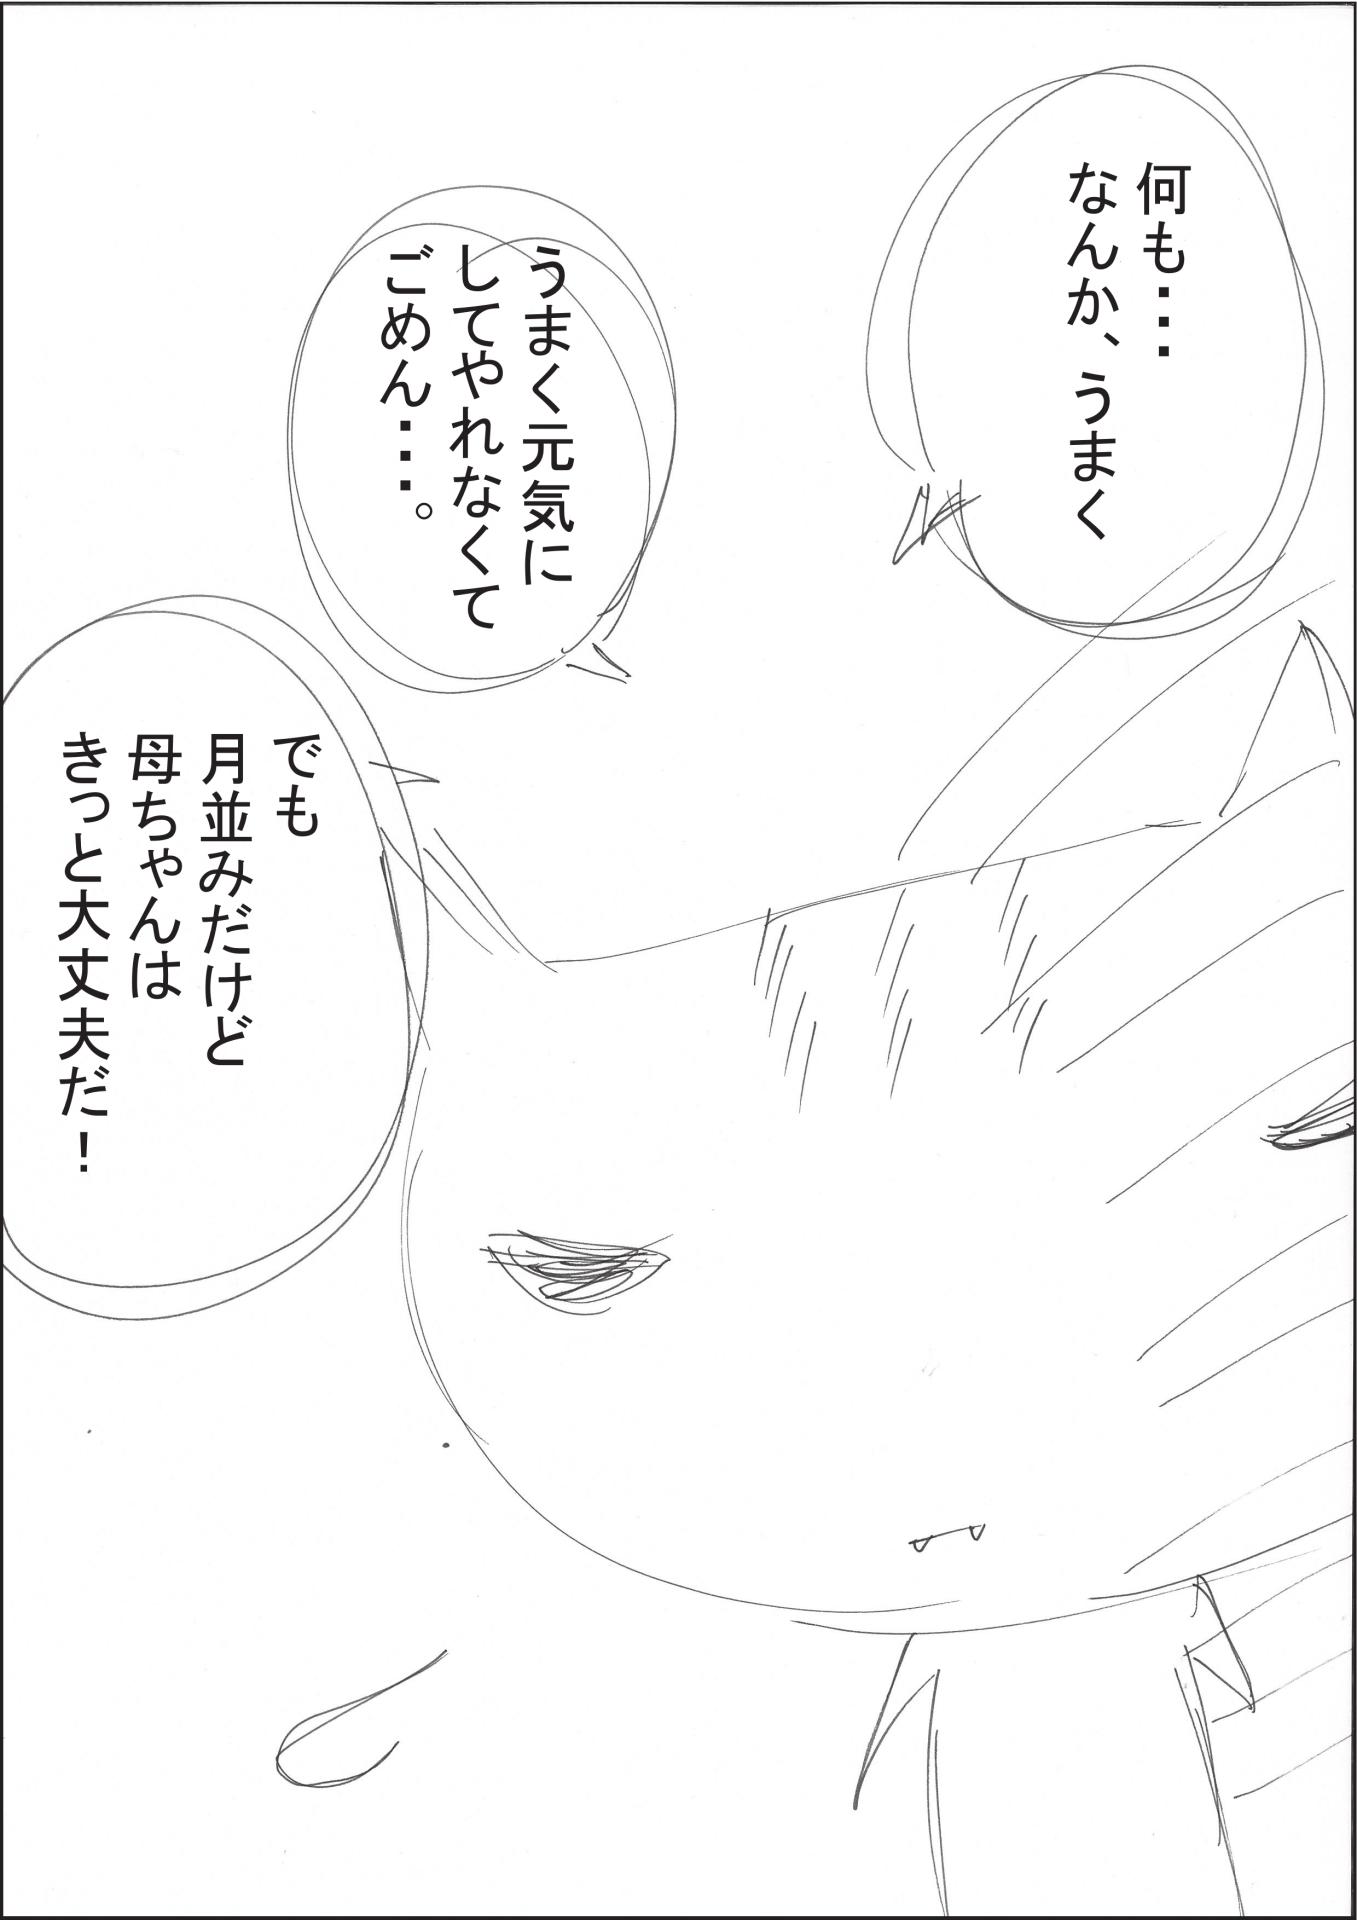 何も・・・
なんか、うまく
うまく元気に
してやれなくて
ごめん・・・。
でも
月並みだけど
母ちゃんは
きっと大丈夫だ！